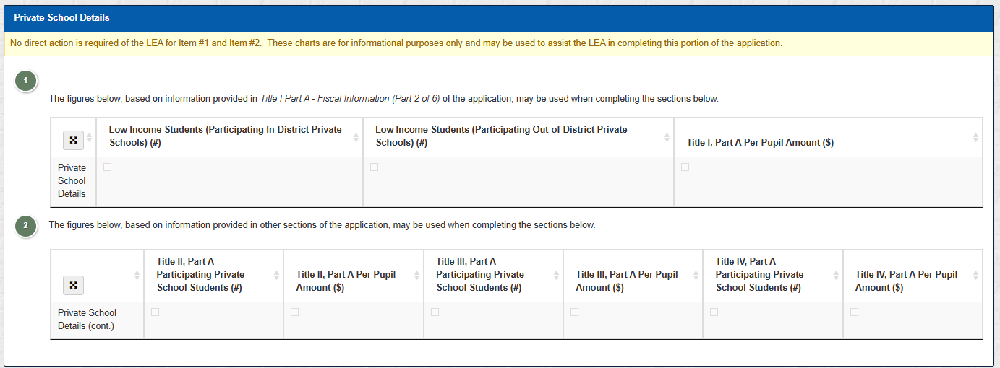 Private School Details
No direct action is required of the LEA for Item #1 and Item #2.  These charts are for informational purposes only and may be used to assist the LEA in completing this portion of the application.
1
The figures below, based on information provided in Title I Part A - Fiscal Information (Part 2 of 6) of the application, may be used when completing the sections below.
Low Income Students (Participating In-District Private
Schools) (#)
Low Income Students (Participating Out-of-District Private
Schools) (#)
Title I, Part A Per Pupil Amount ($)
Private
School
Details
2
The figures below, based on information provided in other sections of the application, may be used when completing the sections below.
Title II, Part A
Participating Private
School Students (#)
Title II, Part A Per Pupil
Amount ($)
Title III, Part A
Participating Private
School Students (#)
Title III, Part A Per Pupil
Amount ($)
Title IV, Part A
Participating Private
School Students (#)
Title IV, Part A Per Pupil
Amount ($)
Private School
Details (cont.)